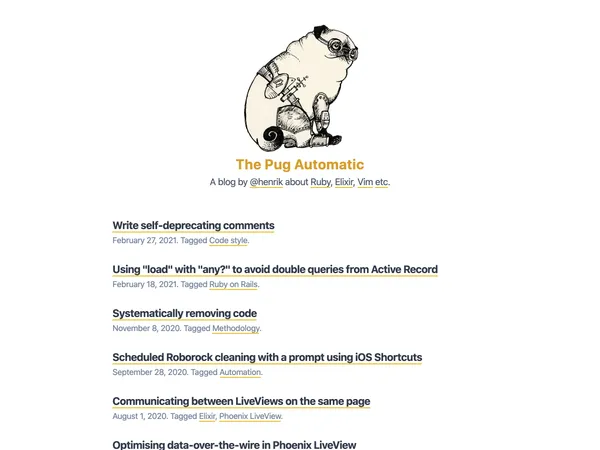 The Pug Automatic
A blog by @henrik about Ruby, Elixir, Vim etc.
Write self-deprecating comments
February 27, 2021. Tagged Code style.
Using "load" with "any?" to avoid double queries from Active Record
February 18, 2021. Tagged Ruby on Rails.
Systematically removing code
November 8, 2020. Tagged Methodology.
Scheduled Roborock cleaning with a prompt using iOS Shortcuts
September 28, 2020. Tagged Automation.
Communicating between LiveViews on the same page
August 1, 2020. Tagged Elixir, Phoenix LiveView.
Optimising data-over-the-wire in Phoenix LiveView